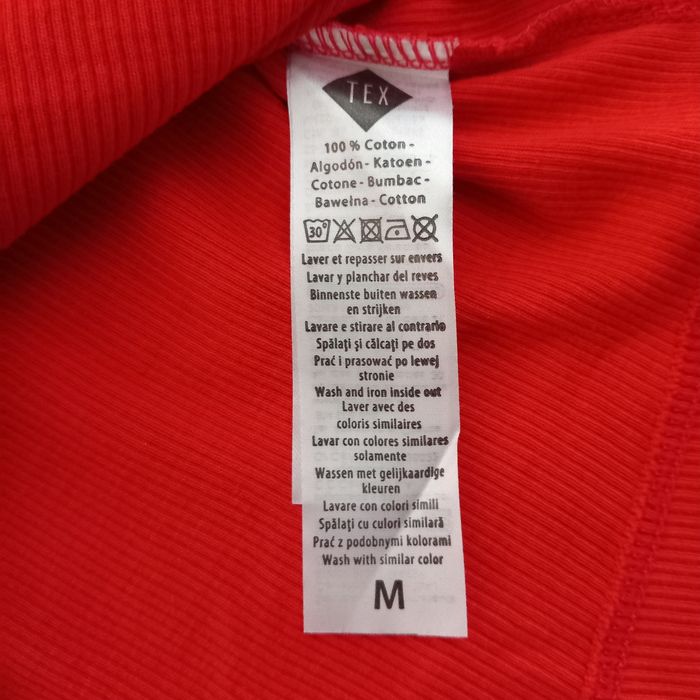 TEX
100 % Coton -
Algodón - Katoen -
Cotone - Bumbac -
Bawełna - Cotton
30°
Laver et repasser sur envers
Lavar y planchar del reves
Binnenste buiten wassen
en strijken
Lavare e stirare al contrario
Spălați și călcați pe dos
Prać i prasować po lewej
stronie
Wash and iron inside out
Laver avec des
coloris similaires
Lavar con colores similares
solamente
Wassen met gelijkaardige
kleuren
Lavare con colori simili
Spălați cu culori similară
Prać z podobnymi kolorami
Wash with similar color
M